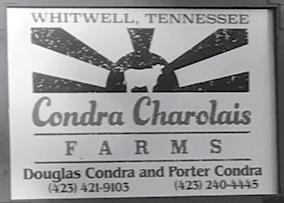 WHITWELL, TENNESSEE
Condra Charolais
FARMS
Douglas Condra and Porter Condra
(423) 421-9103 (423) 240-4445